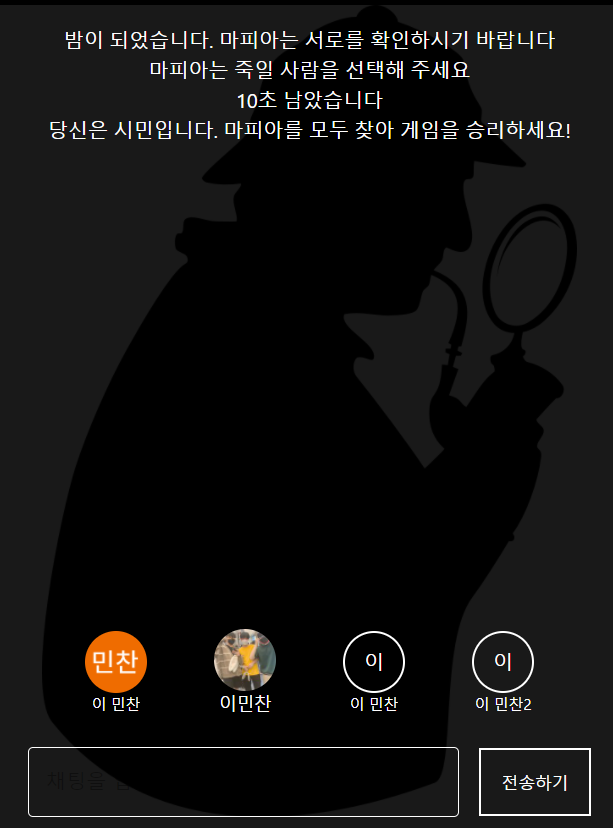 밤이 되었습니다. 마피아는 서로를 확인하시기 바랍니다
마피아는 죽일 사람을 선택해 주세요
10초 남았습니다
당신은 시민입니다. 마피아를 모두 찾아 게임을 승리하세요!
민찬
이
이
이 민찬
이민찬
이 민찬
이 민찬2
채팅을
전송하기